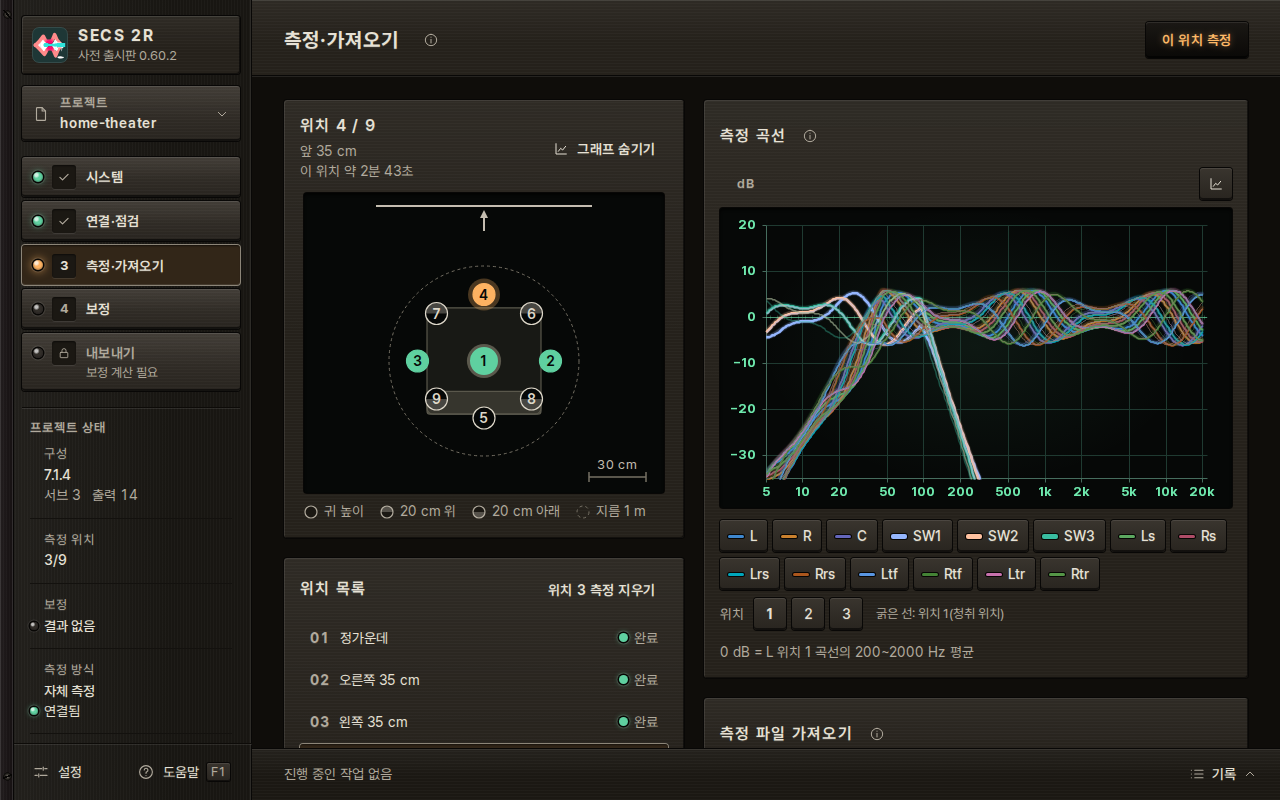 SECS 2R
사전 출시판 0.60.2
프로젝트
home-theater
시스템
연결·점검
3 측정·가져오기
4 보정
내보내기
보정 계산 필요
프로젝트 상태
구성
7.1.4
서브 3 출력 14
측정 위치
3/9
보정
결과 없음
측정 방식
자체 측정
연결됨
설정
도움말 F1
측정·가져오기
이 위치 측정
위치 4 / 9
앞 35 cm
이 위치 약 2분 43초
그래프 숨기기
4
7 6
3 1 2
9 8
5
30 cm
귀 높이 20 cm 위 20 cm 아래 지름 1 m
위치 목록
위치 3 측정 지우기
01 정가운데 완료
02 오른쪽 35 cm 완료
03 왼쪽 35 cm 완료
측정 곡선
dB
20
10
0
−10
−20
−30
5 10 20 50 100 200 500 1k 2k 5k 10k 20k
L R C SW1 SW2 SW3 Ls Rs
Lrs Rrs Ltf Rtf Ltr Rtr
위치 1 2 3 굵은 선: 위치 1(청취 위치)
0 dB = L 위치 1 곡선의 200~2000 Hz 평균
측정 파일 가져오기
진행 중인 작업 없음
기록